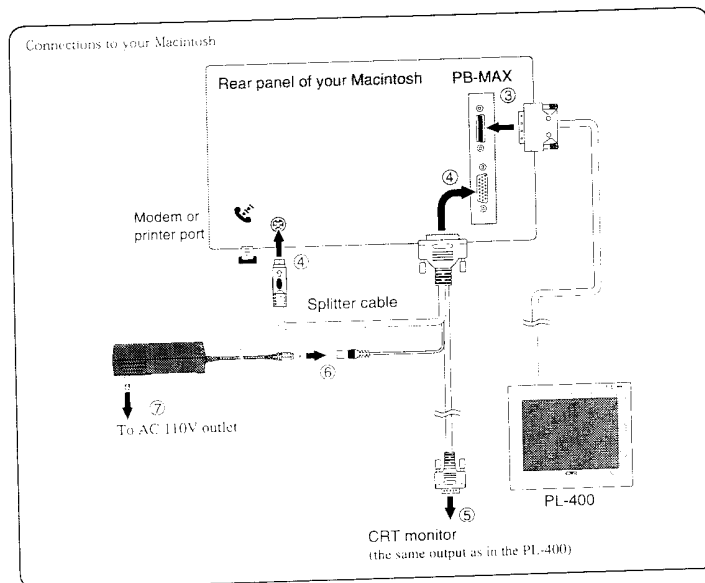 Connections to your Macintosh
Rear panel of your Macintosh
PB-MAX
③
④
Modem or
printer port
④
Splitter cable
⑥
⑦
To AC 110V outlet
PL-400
⑤
CRT monitor
(the same output as in the PL-400)